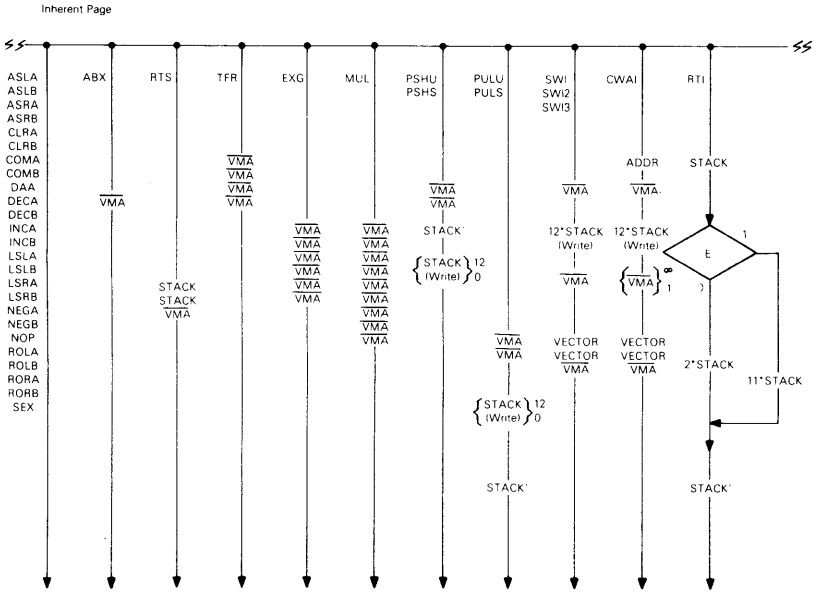 Inherent Page
ASLA
ASLB
ASRA
ASRB
CLRA
CLRB
COMA
COMB
DAA
DECA
DECB
INCA
INCB
LSLA
LSLB
LSRA
LSRB
NEGA
NEGB
NOP
ROLA
ROLB
RORA
RORB
SEX
ABX
VMA
RTS
STACK
STACK
VMA
TFR
VMA
VMA
VMA
VMA
EXG
VMA
VMA
VMA
VMA
VMA
VMA
MUL
VMA
VMA
VMA
VMA
VMA
VMA
VMA
VMA
VMA
PSHU
PSHS
VMA
VMA
STACK*
{STACK (Write)} 12 0
PULU
PULS
VMA
VMA
{STACK (Write)} 12 0
STACK*
SWI
SWI2
SWI3
VMA
12*STACK
(Write)
VMA
VECTOR
VECTOR
VMA
CWAI
ADDR
VMA
12*STACK
(Write)
{VMA} ∞ 1
VECTOR
VECTOR
VMA
RTI
STACK
E
1
2*STACK
11*STACK
STACK*